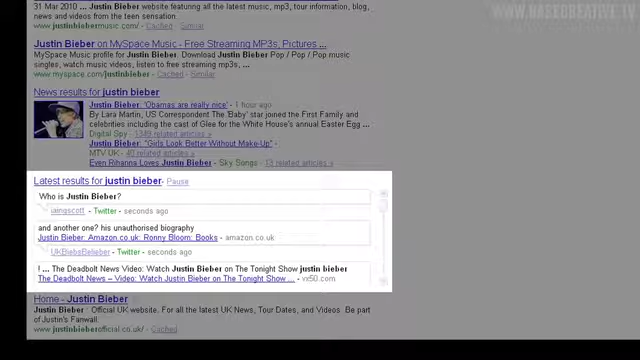 WWW.NASECREATIVE.TV
31 Mar 2010 ... Justin Bieber website featuring all the latest music, mp3, tour information, blog,
news and videos from the teen sensation.
www.justinbiebermusic.com/ - Cached - Similar
Justin Bieber on MySpace Music - Free Streaming MP3s, Pictures ...
MySpace Music profile for Justin Bieber. Download Justin Bieber Pop / Pop / Pop music
singles, watch music videos, listen to free streaming mp3s, ...
www.myspace.com/justinbieber - Cached - Similar
News results for justin bieber
Justin Bieber: 'Obamas are really nice' - 1 hour ago
By Lara Martin, US Correspondent The 'Baby' star joined the First Family and
celebrities including the cast of Glee for the White House's annual Easter Egg ...
Digital Spy - 1349 related articles »
Justin Bieber: "Girls Look Better Without Make-Up" -
MTV UK - 40 related articles »
Even Rihanna Loves Justin Bieber - Sky Songs - 13 related articles »
Latest results for justin bieber - Pause
Who is Justin Bieber?
iaingscott - Twitter - seconds ago
and another one? his unauthorised biography
Justin Bieber: Amazon.co.uk: Ronny Bloom: Books - amazon.co.uk
UKBiebsBelieber - Twitter - seconds ago
! ... The Deadbolt News Video: Watch Justin Bieber on The Tonight Show justin bieber
The Deadbolt News – Video: Watch Justin Bieber on The Tonight Show ... - vx50.com
Home - Justin Bieber
Justin Bieber : Official UK website. For all the latest UK News, Tour Dates, and Videos. Be part
of Justin's Fanwall.
www.justinbieberofficial.co.uk/ - Cached